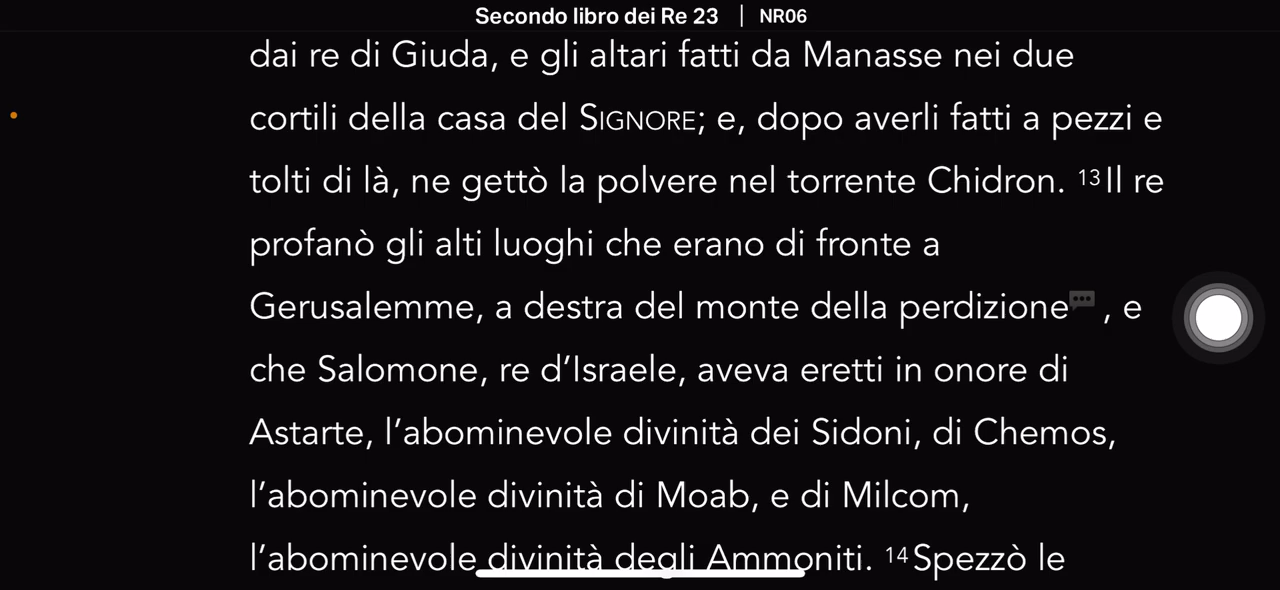 Secondo libro dei Re 23 | NR06
dai re di Giuda, e gli altari fatti da Manasse nei due
cortili della casa del SIGNORE; e, dopo averli fatti a pezzi e
tolti di là, ne gettò la polvere nel torrente Chidron. 13Il re
profanò gli alti luoghi che erano di fronte a
Gerusalemme, a destra del monte della perdizione , e
che Salomone, re d’Israele, aveva eretti in onore di
Astarte, l’abominevole divinità dei Sidoni, di Chemos,
l’abominevole divinità di Moab, e di Milcom,
l’abominevole divinità degli Ammoniti. 14Spezzò le